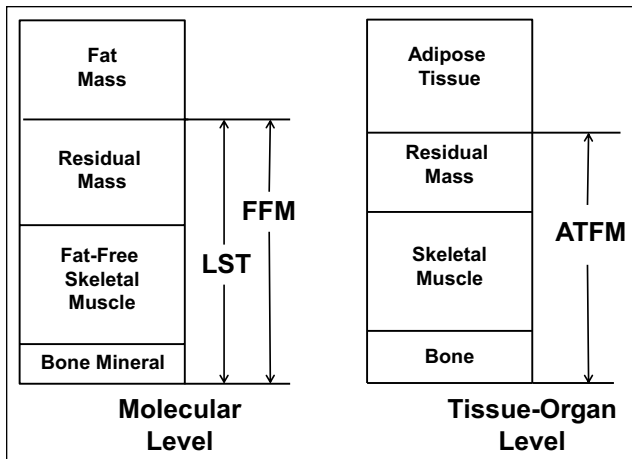 Fat
Mass
Residual
Mass
Fat-Free
Skeletal
Muscle
Bone Mineral
LST
FFM
Molecular
Level
Adipose
Tissue
Residual
Mass
Skeletal
Muscle
Bone
ATFM
Tissue-Organ
Level